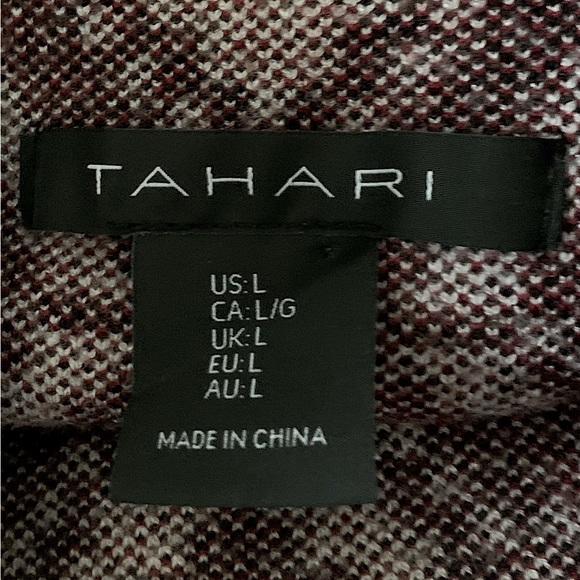 TAHARI
US: L
CA: L/G
UK: L
EU: L
AU: L
MADE IN CHINA